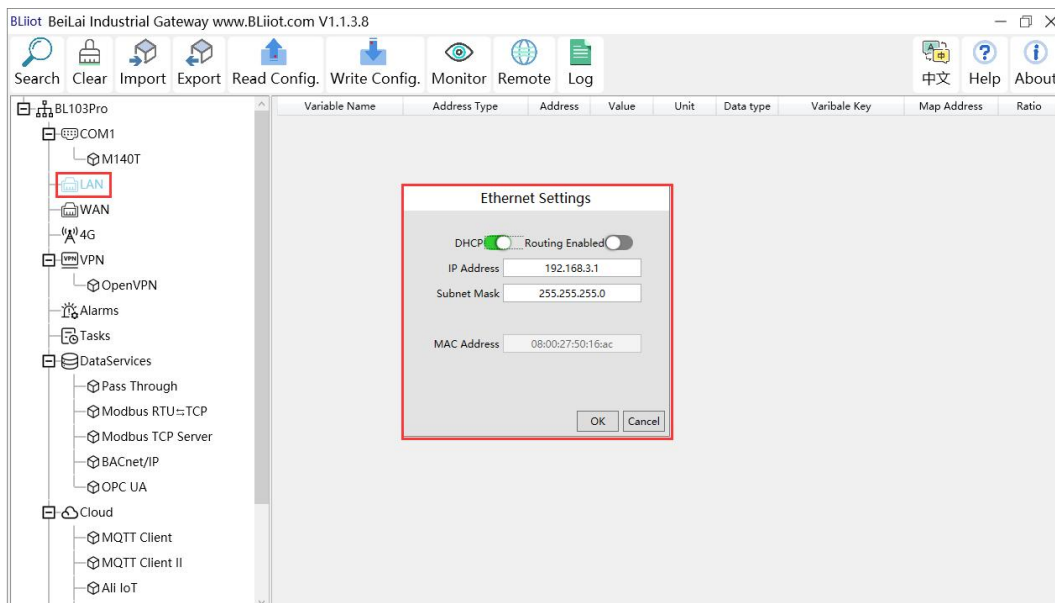 BLiiot BeiLai Industrial Gateway www.BLiiot.com V1.1.3.8
Search Clear Import Export Read Config. Write Config. Monitor Remote Log 中文 Help About
Variable Name Address Type Address Value Unit Data type Varibale Key Map Address Ratio
BL103Pro
COM1
M140T
LAN
WAN
4G
VPN
OpenVPN
Alarms
Tasks
DataServices
Pass Through
Modbus RTU⇆TCP
Modbus TCP Server
BACnet/IP
OPC UA
Cloud
MQTT Client
MQTT Client II
Ali IoT
Ethernet Settings
DHCP Routing Enabled
IP Address 192.168.3.1
Subnet Mask 255.255.255.0
MAC Address 08:00:27:50:16:ac
OK Cancel